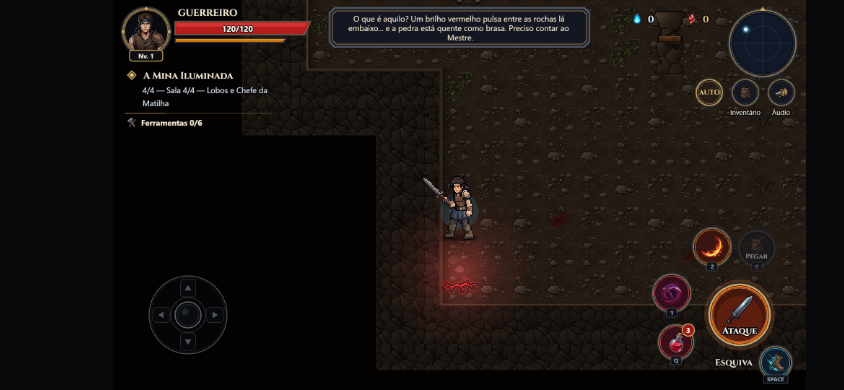 GUERREIRO
120/120
Nv. 1
A Mina Iluminada
4/4 — Sala 4/4 — Lobos e Chefe da
Matilha
Ferramentas 0/6
O que é aquilo? Um brilho vermelho pulsa entre as rochas lá
embaixo... e a pedra está quente como brasa. Preciso contar ao
Mestre.
0
0
AUTO
Inventário
Áudio
PEGAR
2
1
ATAQUE
3
Q
ESQUIVA
SPACE